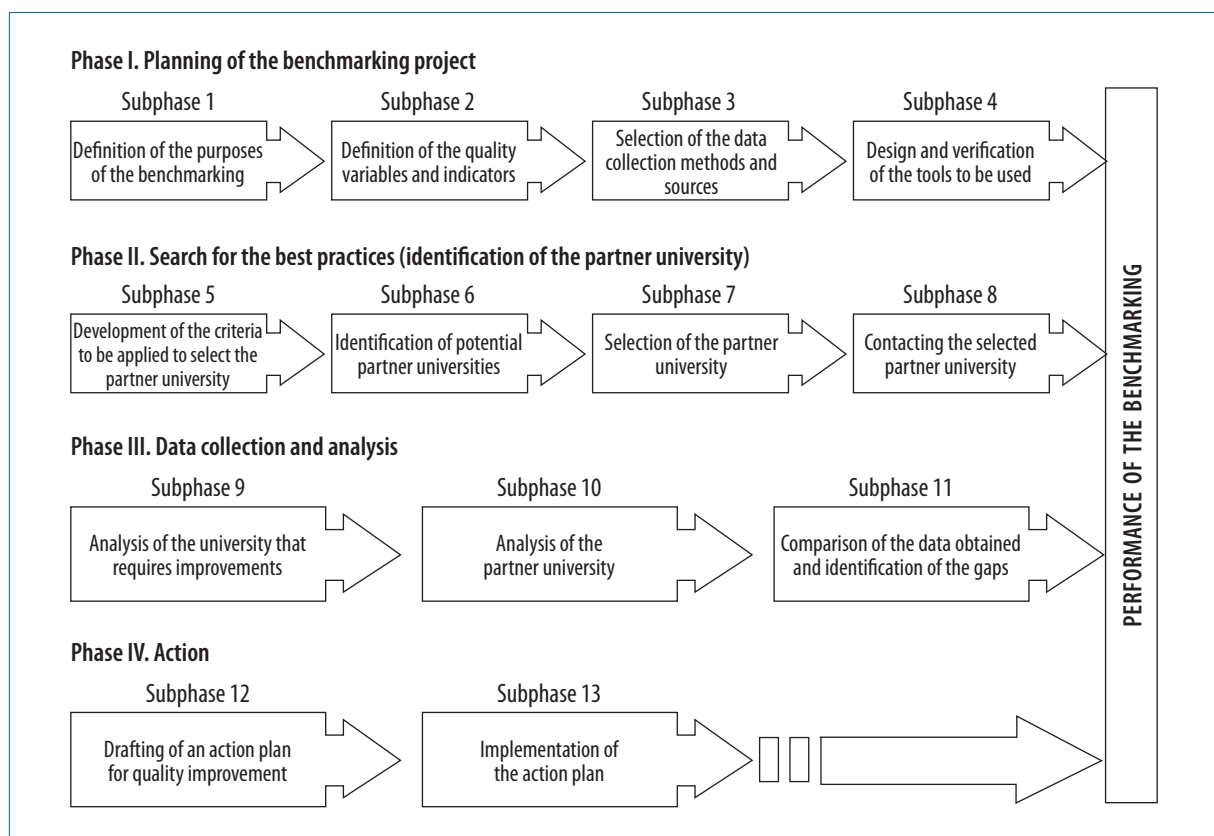 Phase I. Planning of the benchmarking project
Subphase 1
Subphase 2
Subphase 3
Subphase 4
Definition of the purposes
of the benchmarking
Definition of the quality
variables and indicators
Selection of the data
collection methods and
sources
Design and verification
of the tools to be used
Phase II. Search for the best practices (identification of the partner university)
Subphase 5
Subphase 6
Subphase 7
Subphase 8
Development of the criteria
to be applied to select the
partner university
Identification of potential
partner universities
Selection of the partner
university
Contacting the selected
partner university
Phase III. Data collection and analysis
Subphase 9
Subphase 10
Subphase 11
Analysis of the university that
requires improvements
Analysis of the
partner university
Comparison of the data obtained
and identification of the gaps
Phase IV. Action
Subphase 12
Subphase 13
Drafting of an action plan
for quality improvement
Implementation of
the action plan
PERFORMANCE OF THE BENCHMARKING